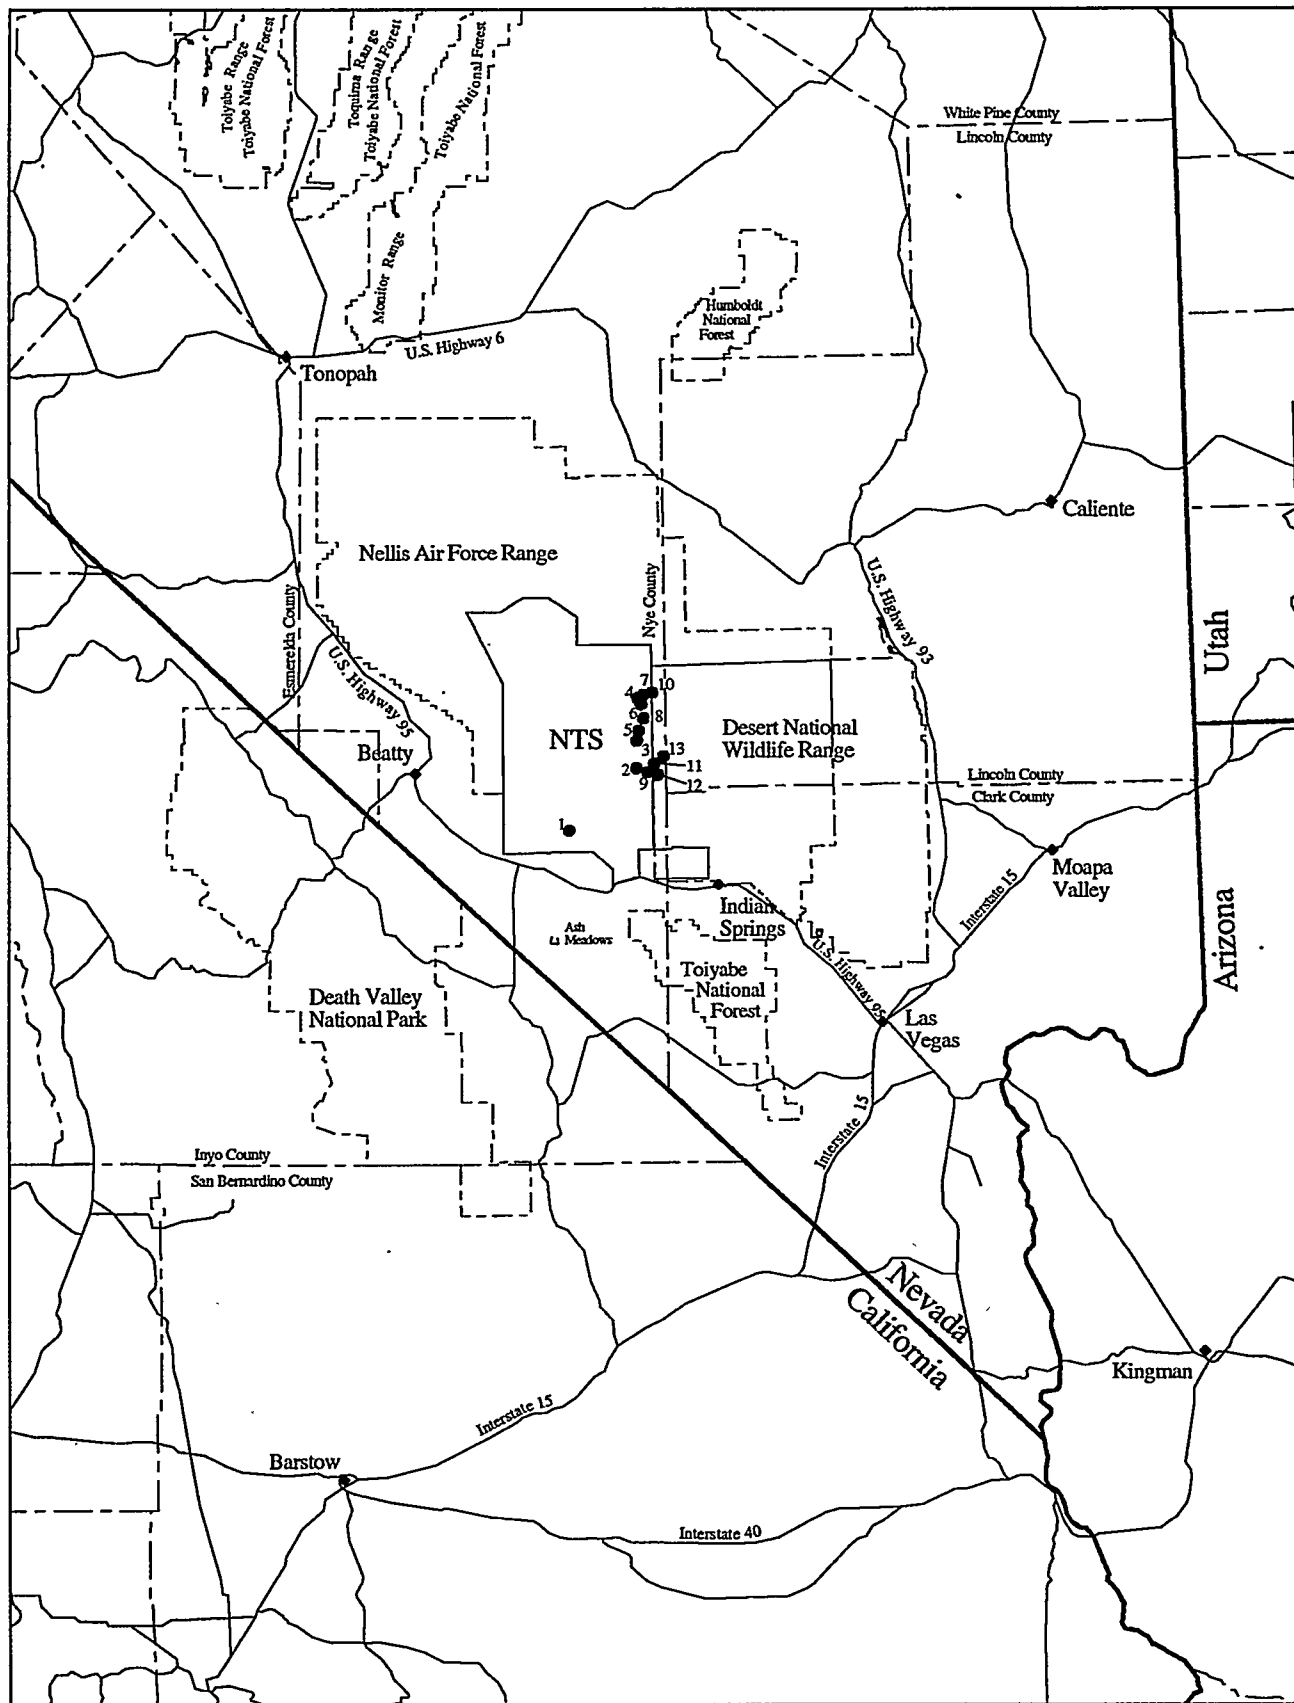 Toiyabe Range
Toiyabe National Forest
Toquima Range
Toiyabe National Forest
Toiyabe National Forest
Monitor Range
White Pine County
Lincoln County
Humboldt
National
Forest
U.S. Highway 6
Tonopah
Caliente
Nellis Air Force Range
Nye County
Esmerelda County
U.S. Highway 95
U.S. Highway 93
Utah
7
10
4
6
8
5
NTS
3
13
11
2
9
12
1
Desert National
Wildlife Range
Beatty
Lincoln County
Clark County
Moapa
Valley
Interstate 15
Arizona
Indian
Springs
Ash
Meadows
U.S. Highway 95
Toiyabe
National
Forest
Death Valley
National Park
Las
Vegas
Interstate 15
Inyo County
San Bernardino County
Nevada
California
Kingman
Interstate 15
Barstow
Interstate 40